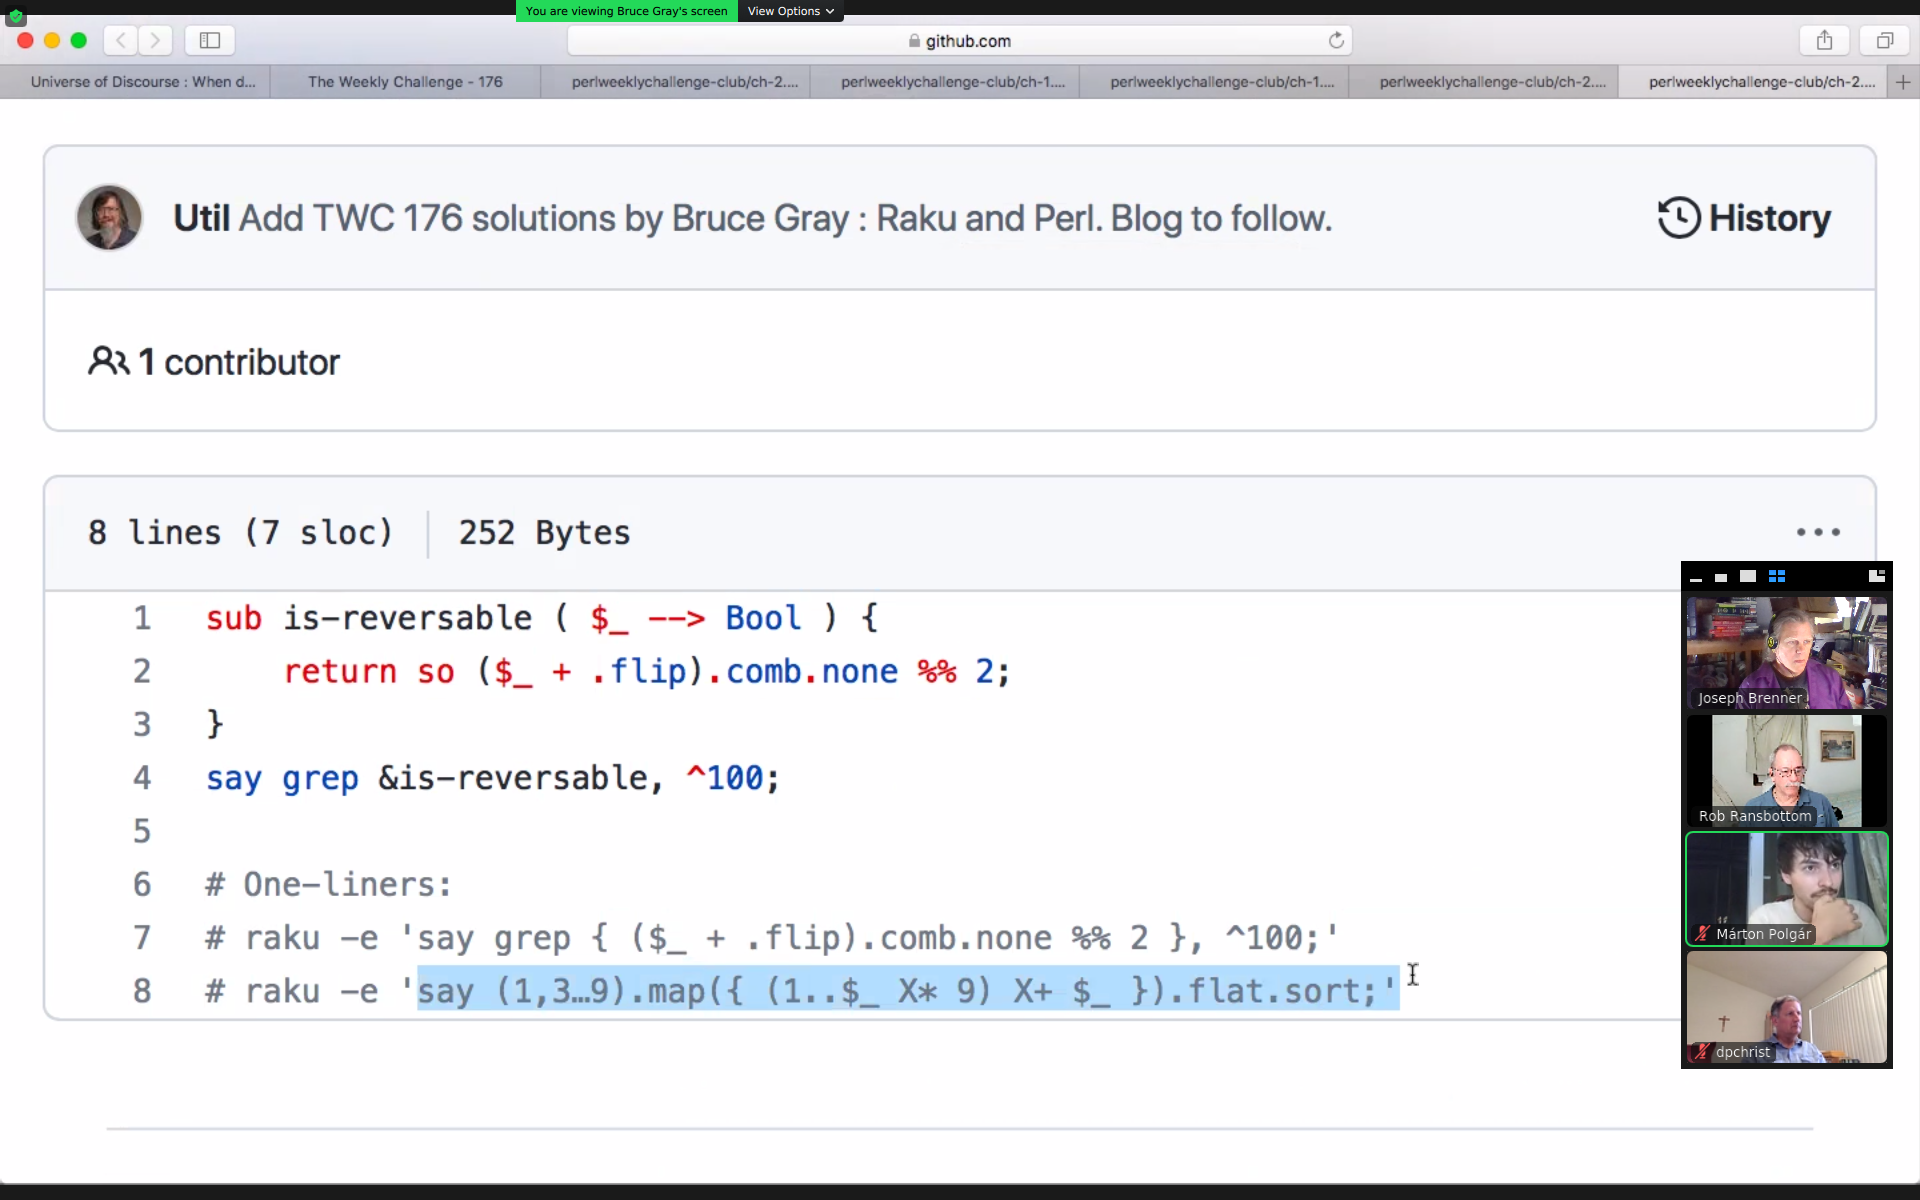 You are viewing Bruce Gray's screen View Options
github.com
Universe of Discourse : When d... The Weekly Challenge - 176 perlweeklychallenge-club/ch-2.... perlweeklychallenge-club/ch-1.... perlweeklychallenge-club/ch-1.... perlweeklychallenge-club/ch-2.... perlweeklychallenge-club/ch-2....
Util Add TWC 176 solutions by Bruce Gray : Raku and Perl. Blog to follow. History
1 contributor
8 lines (7 sloc) 252 Bytes
1 sub is-reversable ( $_ --> Bool ) {
2 return so ($_ + .flip).comb.none %% 2;
3 }
4 say grep &is-reversable, ^100;
5
6 # One-liners:
7 # raku -e 'say grep { ($_ + .flip).comb.none %% 2 }, ^100;'
8 # raku -e 'say (1,3…9).map({ (1..$_ X* 9) X+ $_ }).flat.sort;'
Joseph Brenner
Rob Ransbottom
Márton Polgár
dpchrist